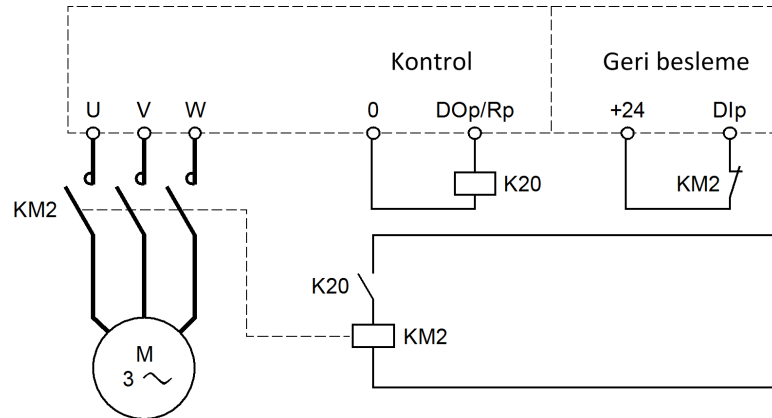 Kontrol Geri besleme
U V W 0 DOp/Rp +24 DIp
K20 KM2
KM2
K20
KM2
M
3